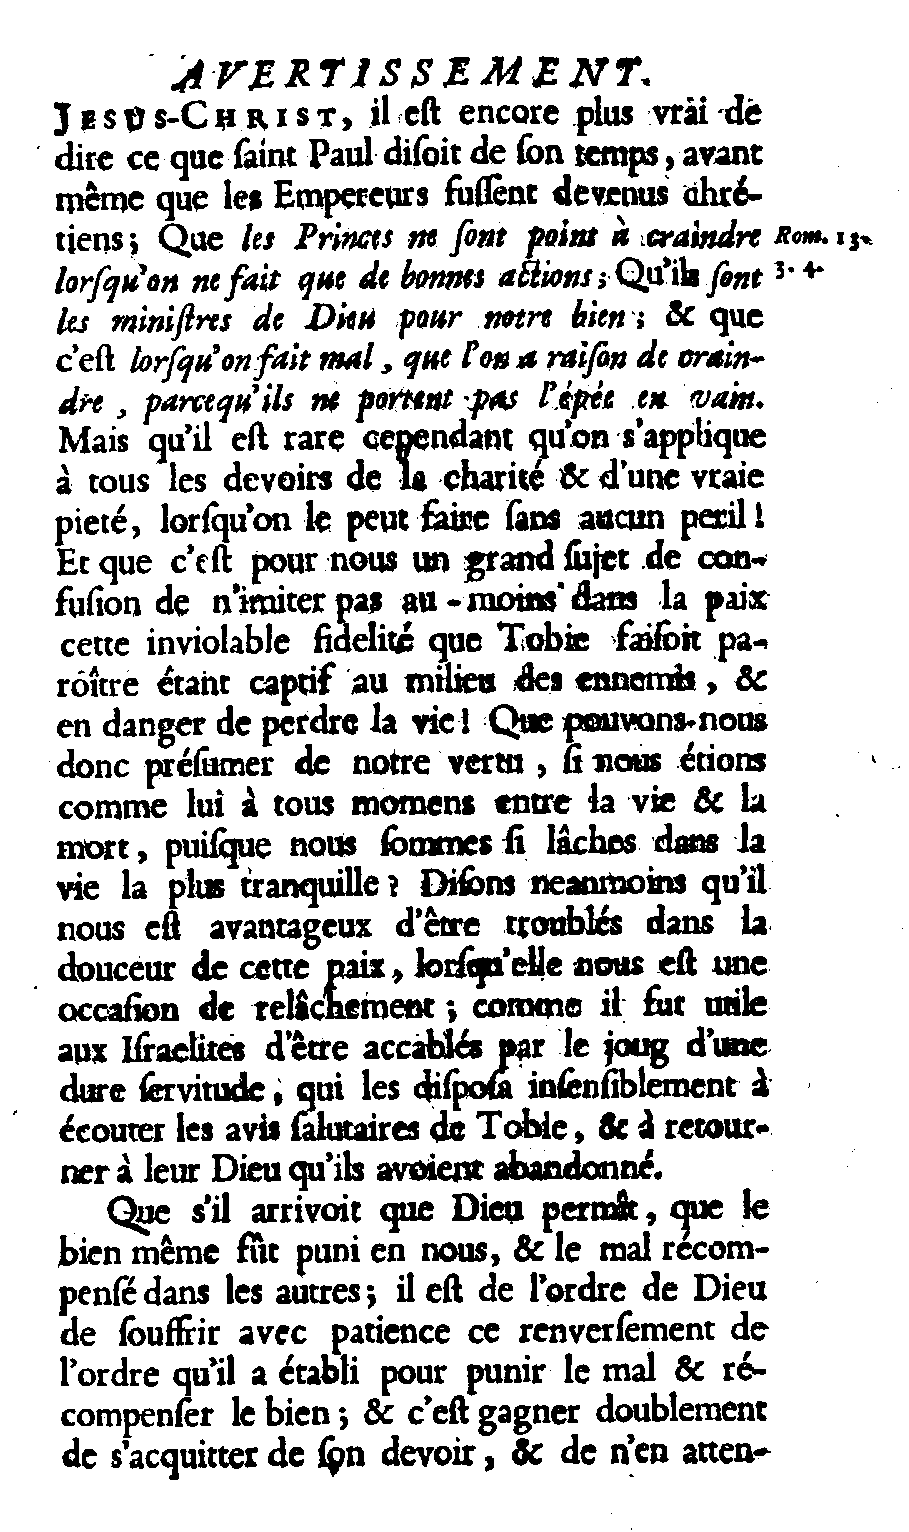 AVERTISSEMENT.
JESUS-CHRIST, il eſt encore plus vrai de
dire ce que ſaint Paul diſoit de ſon temps, avant
même que les Empereurs fuſſent devenus chré-
tiens; Que les Princes ne ſont point à craindre Rom. 13.
lorſqu'on ne fait que de bonnes actions; Qu'ils ſont 3. 4.
les miniſtres de Dieu pour notre bien; & que
c'eſt lorſqu'on fait mal, que l'on a raiſon de crain-
dre, parcequ'ils ne portent pas l'épée en vain.
Mais qu'il eſt rare cependant qu'on s'applique
à tous les devoirs de la charité & d'une vraie
pieté, lorſqu'on le peut faire ſans aucun peril!
Et que c'eſt pour nous un grand ſujet de con-
fuſion de n'imiter pas au-moins dans la paix
cette inviolable fidelité que Tobie faiſoit pa-
roître étant captif au milieu des ennemis, &
en danger de perdre la vie! Que pouvons-nous
donc préſumer de notre vertu, ſi nous étions
comme lui à tous momens entre la vie & la
mort, puiſque nous ſommes ſi lâches dans la
vie la plus tranquille? Diſons neanmoins qu'il
nous eſt avantageux d'être troublés dans la
douceur de cette paix, lorſqu'elle nous eſt une
occaſion de relâchement; comme il fut utile
aux Iſraelites d'être accablés par le joug d'une
dure ſervitude, qui les diſpoſa inſenſiblement à
écouter les avis ſalutaires de Tobie, & à retour-
ner à leur Dieu qu'ils avoient abandonné.
Que s'il arrivoit que Dieu permît, que le
bien même fût puni en nous, & le mal récom-
penſé dans les autres; il eſt de l'ordre de Dieu
de ſouffrir avec patience ce renverſement de
l'ordre qu'il a établi pour punir le mal & ré-
compenſer le bien; & c'eſt gagner doublement
de s'acquitter de ſon devoir, & de n'en atten-